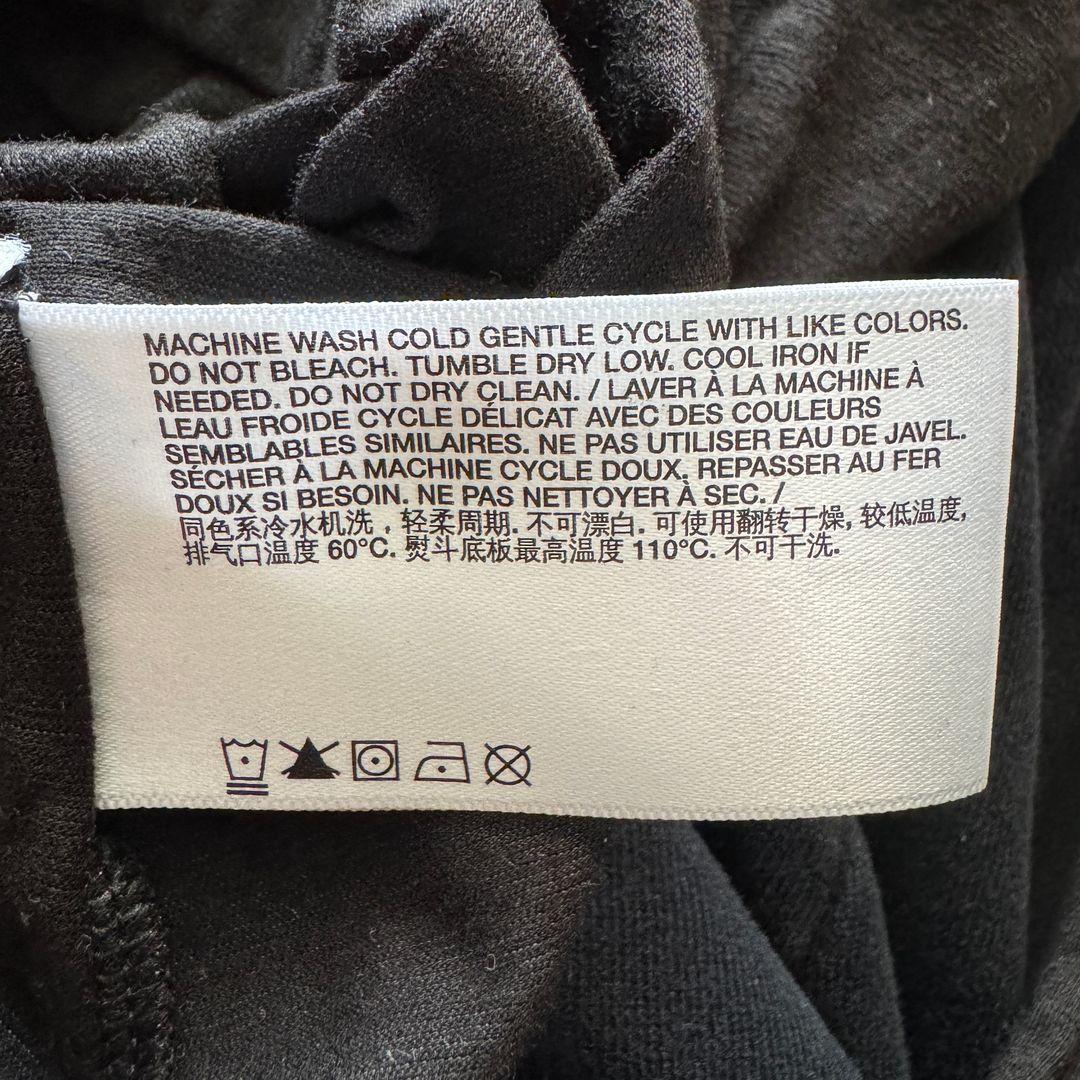 MACHINE WASH COLD GENTLE CYCLE WITH LIKE COLORS.
DO NOT BLEACH. TUMBLE DRY LOW. COOL IRON IF
NEEDED. DO NOT DRY CLEAN. / LAVER À LA MACHINE À
LEAU FROIDE CYCLE DÉLICAT AVEC DES COULEURS
SEMBLABLES SIMILAIRES. NE PAS UTILISER EAU DE JAVEL.
SÉCHER À LA MACHINE CYCLE DOUX. REPASSER AU FER
DOUX SI BESOIN. NE PAS NETTOYER À SEC. /
同色系冷水机洗，轻柔周期. 不可漂白. 可使用翻转干燥, 较低温度,
排气口温度 60°C. 熨斗底板最高温度 110°C. 不可干洗.